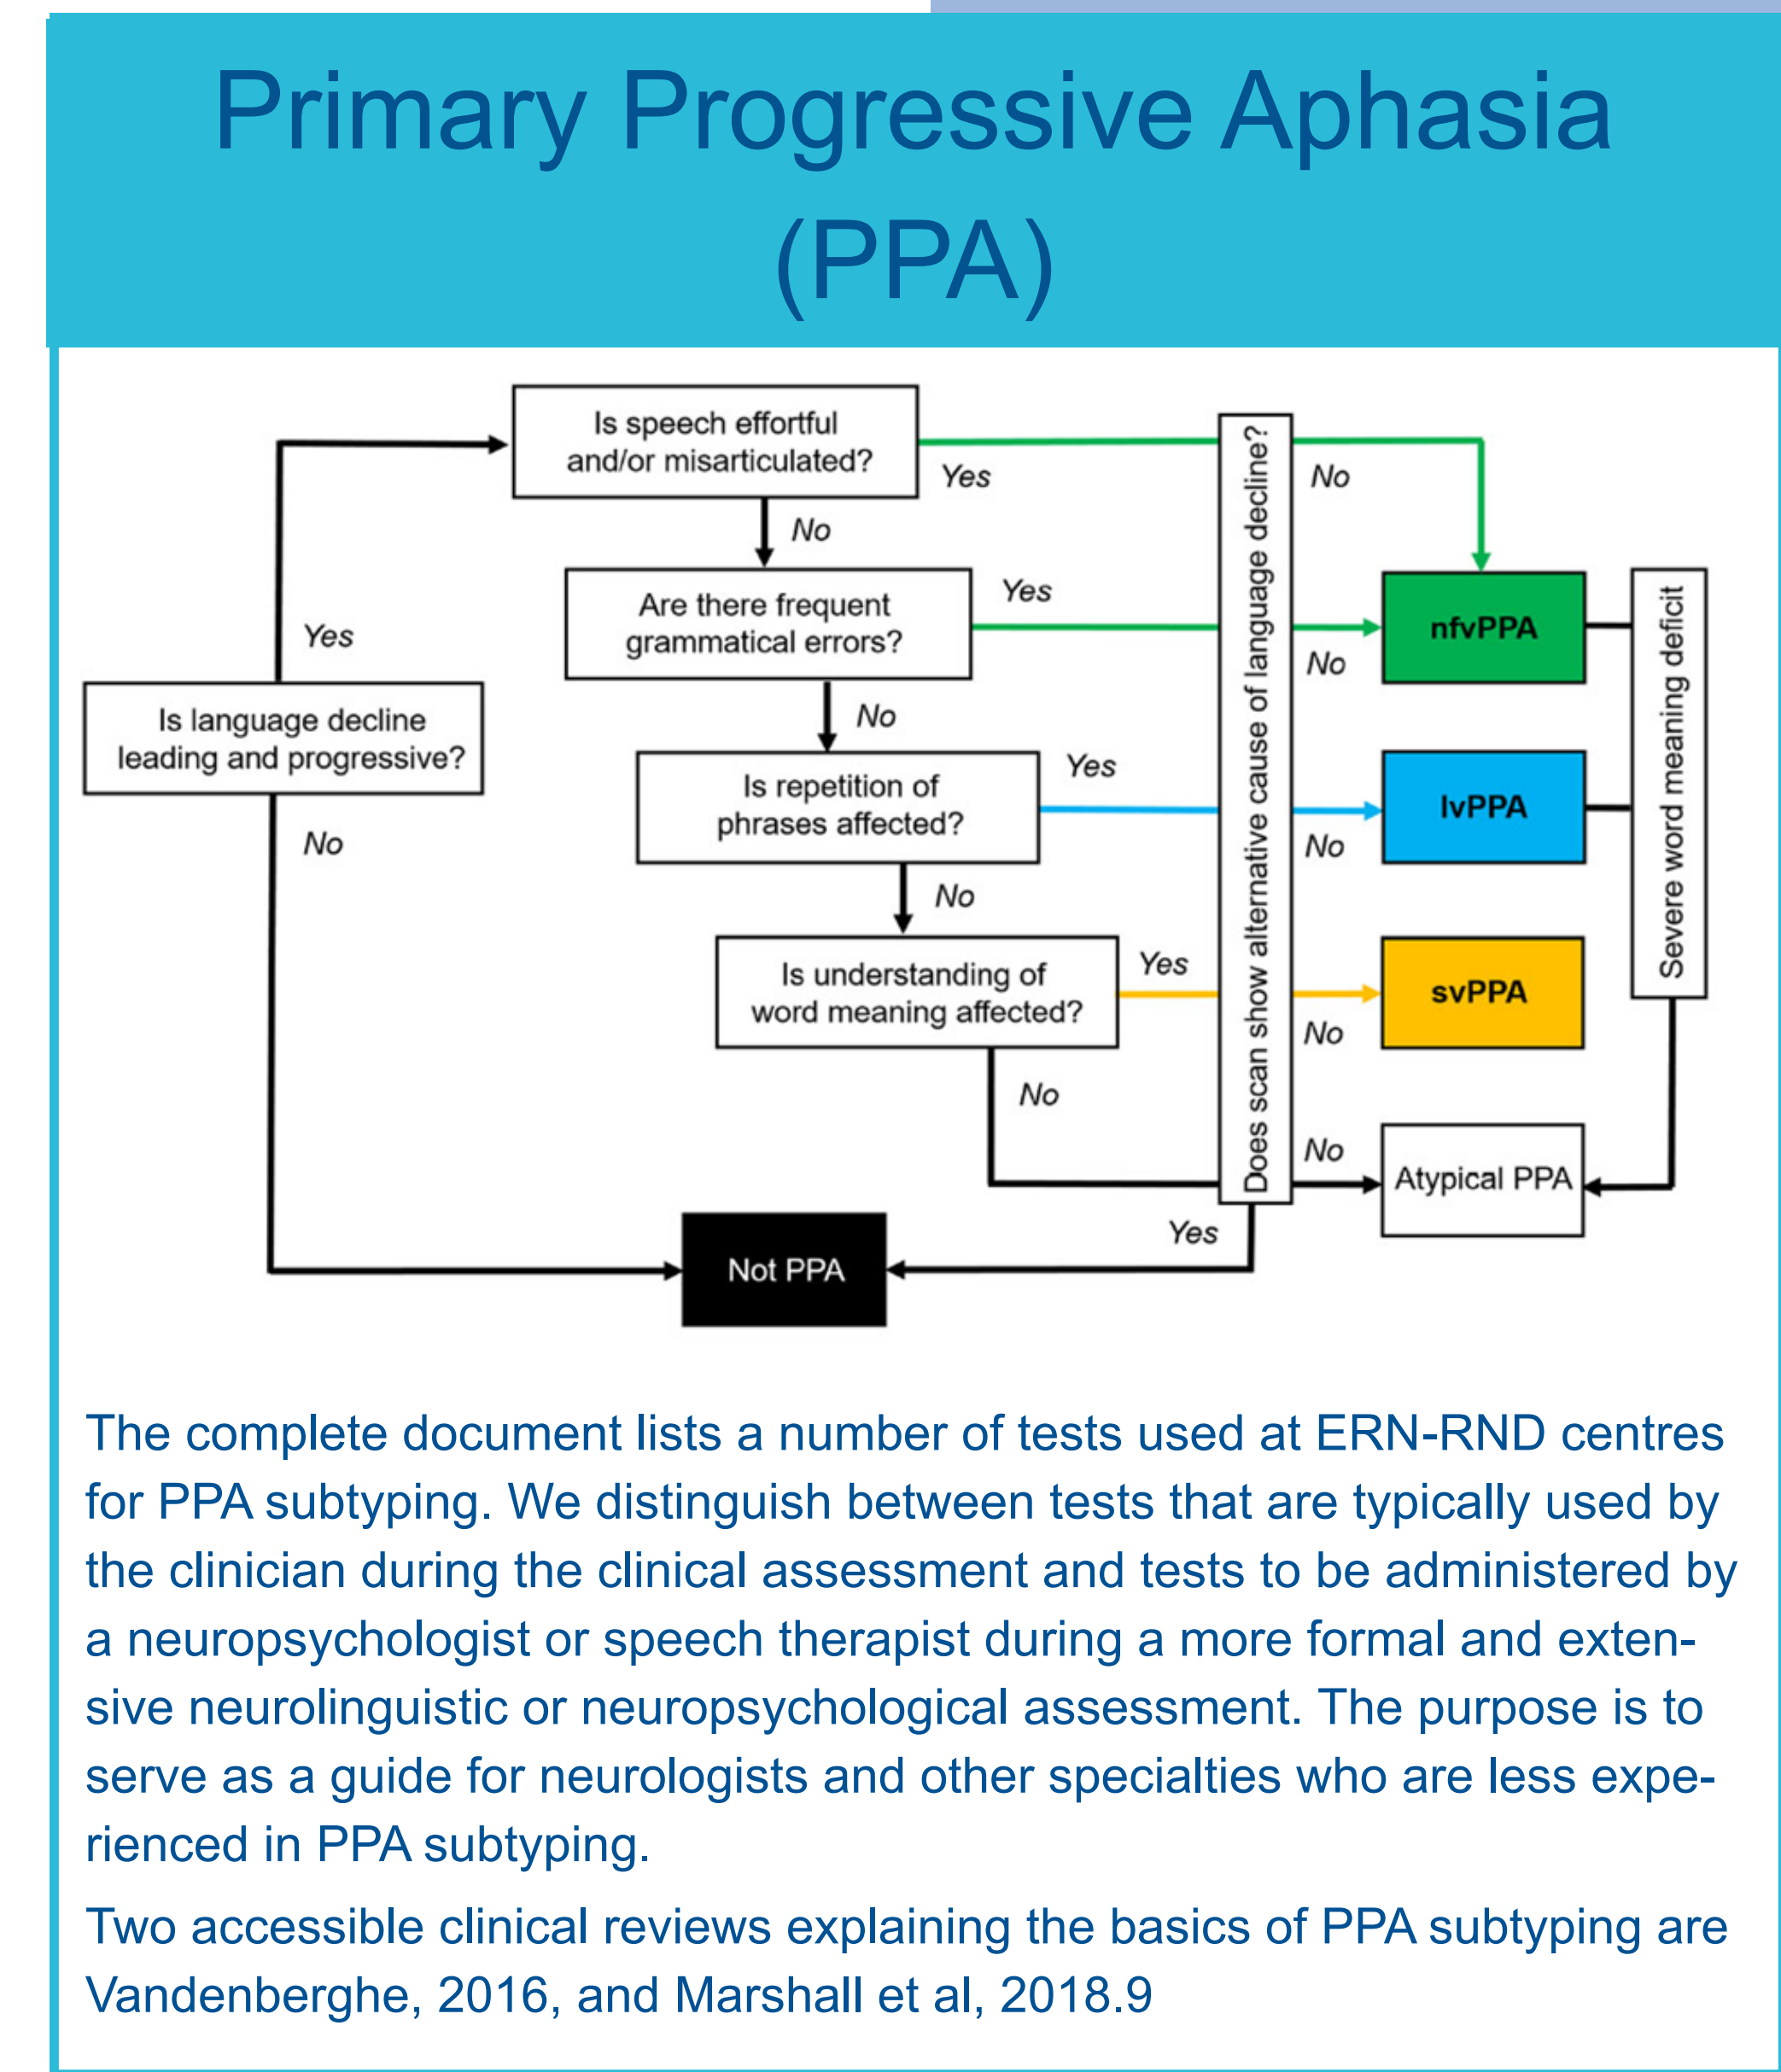 Primary Progressive Aphasia
(PPA)
Is speech effortful
and/or misarticulated?
Yes
No
No
Are there frequent
grammatical errors?
Yes
No
No
Is language decline
leading and progressive?
Yes
No
Is repetition of
phrases affected?
Yes
No
No
Is understanding of
word meaning affected?
Yes
No
No
No
Does scan show alternative cause of language decline?
Yes
nfvPPA
lvPPA
svPPA
Atypical PPA
Severe word meaning deficit
Not PPA
The complete document lists a number of tests used at ERN-RND centres
for PPA subtyping. We distinguish between tests that are typically used by
the clinician during the clinical assessment and tests to be administered by
a neuropsychologist or speech therapist during a more formal and exten-
sive neurolinguistic or neuropsychological assessment. The purpose is to
serve as a guide for neurologists and other specialties who are less expe-
rienced in PPA subtyping.
Two accessible clinical reviews explaining the basics of PPA subtyping are
Vandenberghe, 2016, and Marshall et al, 2018.9